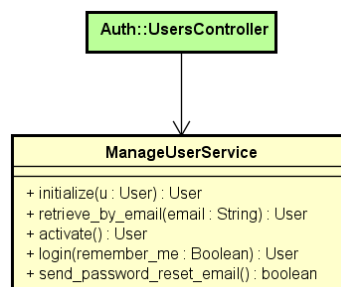 Auth::UsersController
ManageUserService
+ initialize(u : User) : User
+ retrieve_by_email(email : String) : User
+ activate() : User
+ login(remember_me : Boolean) : User
+ send_password_reset_email() : boolean